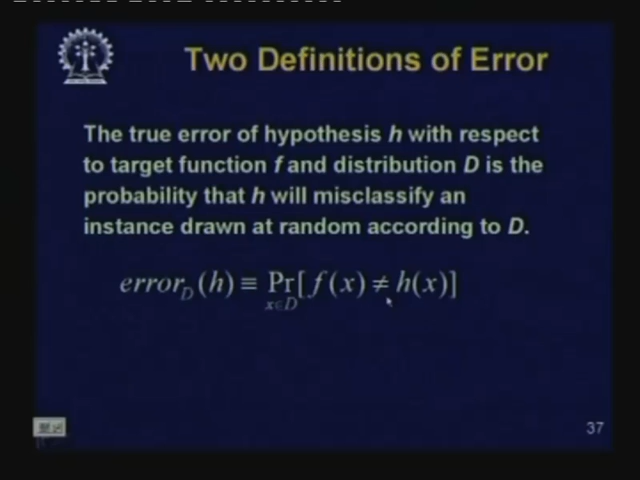 Two Definitions of Error
The true error of hypothesis h with respect
to target function f and distribution D is the
probability that h will misclassify an
instance drawn at random according to D.
error_D(h) ≡ Pr[f(x) ≠ h(x)]
x∈D
37